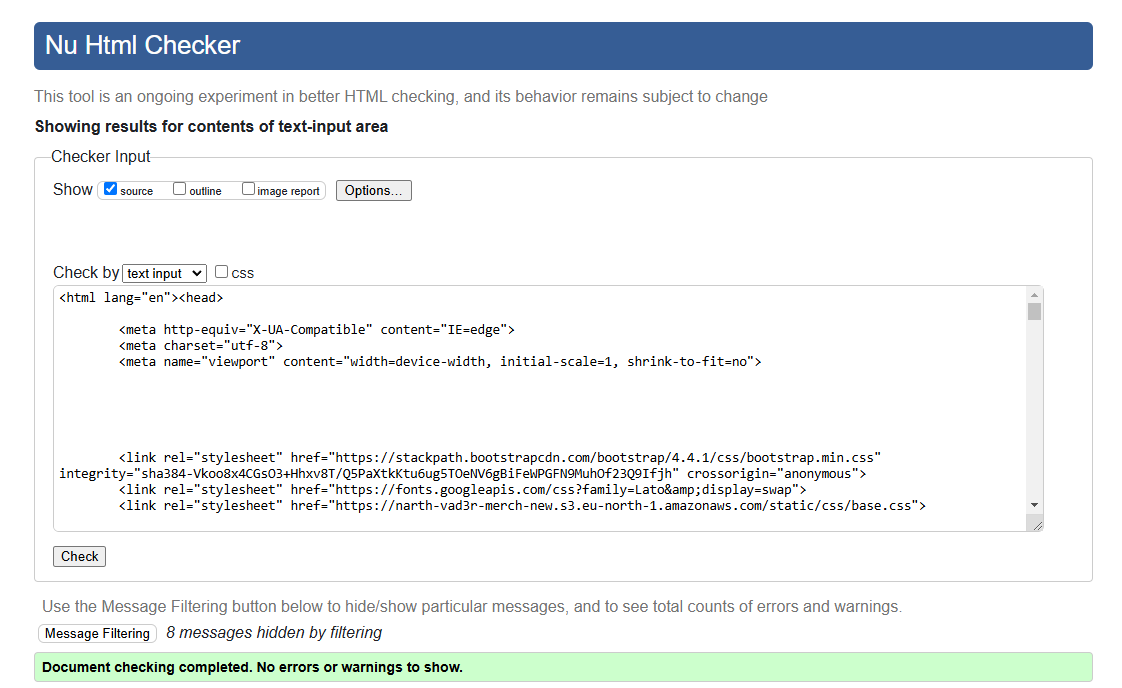 Nu Html Checker
This tool is an ongoing experiment in better HTML checking, and its behavior remains subject to change
Showing results for contents of text-input area
Checker Input
Show source outline image report Options...
Check by text input css
<html lang="en"><head>
<meta http-equiv="X-UA-Compatible" content="IE=edge">
<meta charset="utf-8">
<meta name="viewport" content="width=device-width, initial-scale=1, shrink-to-fit=no">
<link rel="stylesheet" href="https://stackpath.bootstrapcdn.com/bootstrap/4.4.1/css/bootstrap.min.css"
integrity="sha384-Vkoo8x4CGsO3+Hhxv8T/Q5PaXtkKtu6ug5TOeNV6gBiFeWPGFN9MuhOf23Q9Ifjh" crossorigin="anonymous">
<link rel="stylesheet" href="https://fonts.googleapis.com/css?family=Lato&amp;display=swap">
<link rel="stylesheet" href="https://narth-vad3r-merch-new.s3.eu-north-1.amazonaws.com/static/css/base.css">
Check
Use the Message Filtering button below to hide/show particular messages, and to see total counts of errors and warnings.
Message Filtering 8 messages hidden by filtering
Document checking completed. No errors or warnings to show.